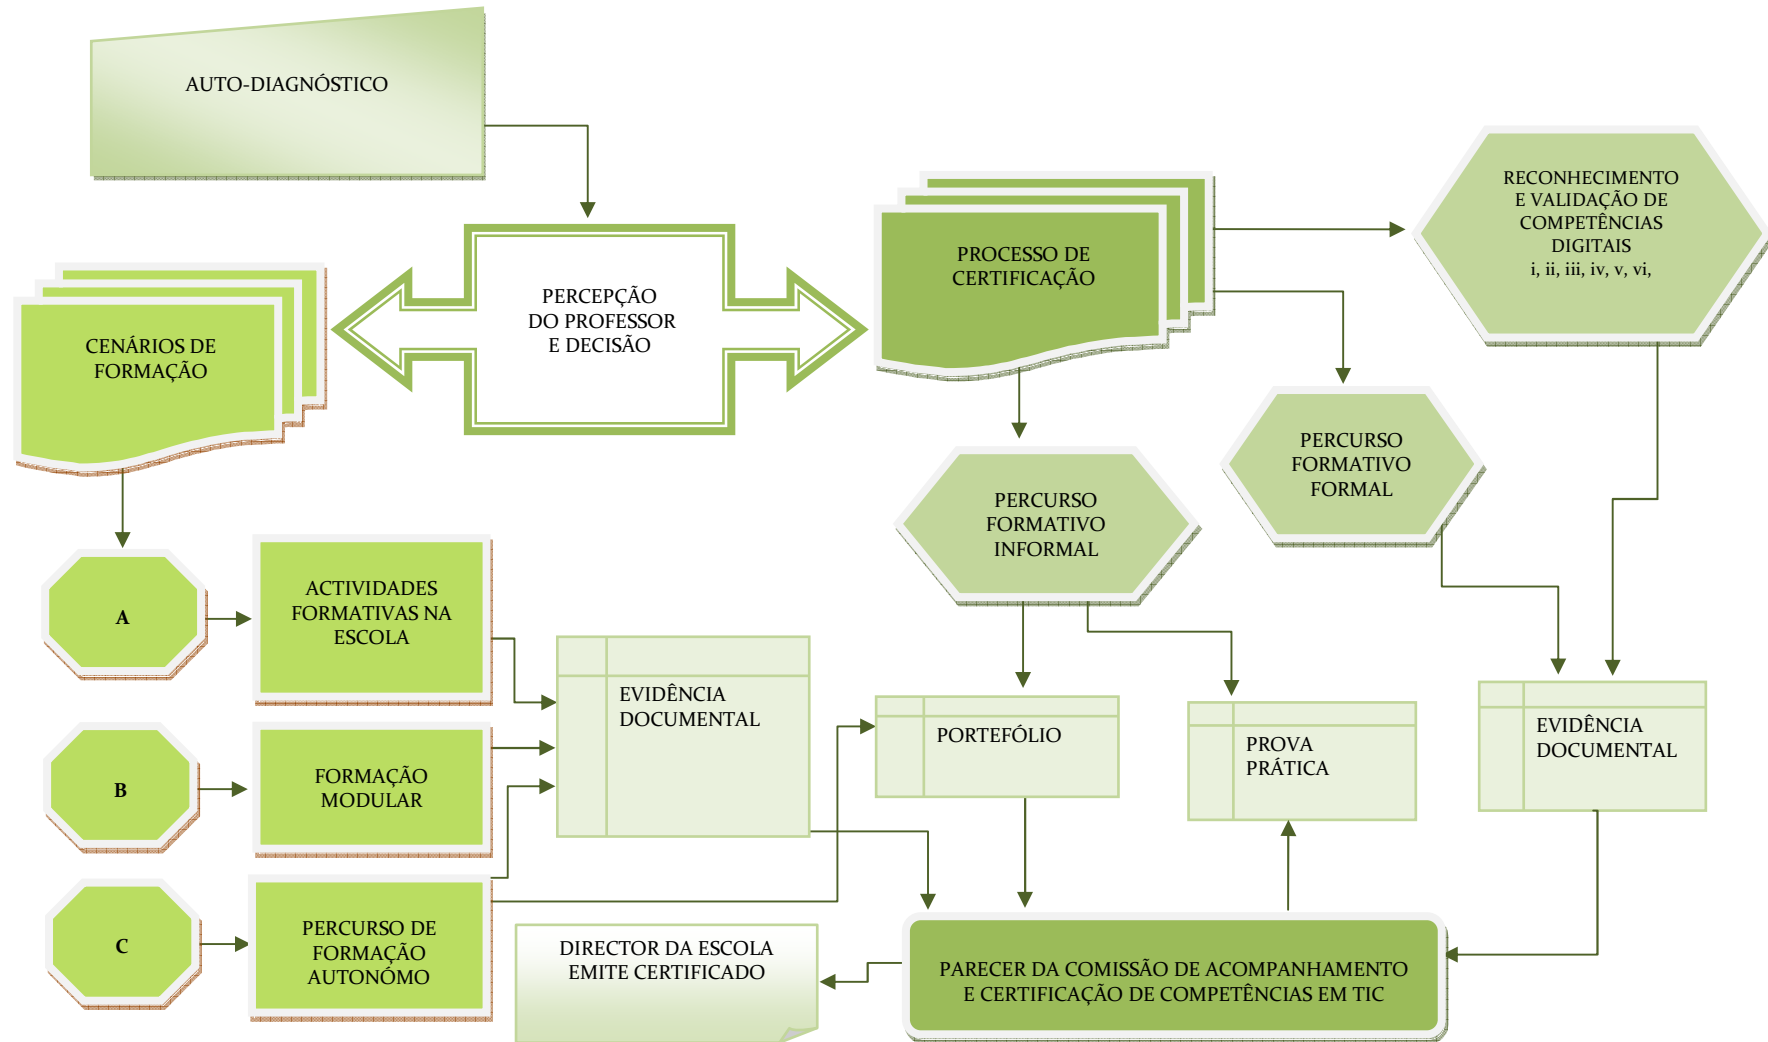 AUTO-DIAGNÓSTICO
PERCEPÇÃO
DO PROFESSOR
E DECISÃO
PROCESSO DE
CERTIFICAÇÃO
RECONHECIMENTO
E VALIDAÇÃO DE
COMPETÊNCIAS
DIGITAIS
i, ii, iii, iv, v, vi,
CENÁRIOS DE
FORMAÇÃO
PERCURSO
FORMATIVO
FORMAL
PERCURSO
FORMATIVO
INFORMAL
A
ACTIVIDADES
FORMATIVAS NA
ESCOLA
EVIDÊNCIA
DOCUMENTAL
PORTEFÓLIO
PROVA
PRÁTICA
EVIDÊNCIA
DOCUMENTAL
B
FORMAÇÃO
MODULAR
C
PERCURSO DE
FORMAÇÃO
AUTONÓMO
DIRECTOR DA ESCOLA
EMITE CERTIFICADO
PARECER DA COMISSÃO DE ACOMPANHAMENTO
E CERTIFICAÇÃO DE COMPETÊNCIAS EM TIC